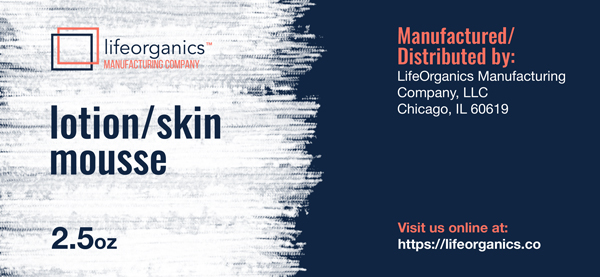 lifeorganics™
MANUFACTURING COMPANY
lotion/skin
mousse
2.5oz
Manufactured/
Distributed by:
LifeOrganics Manufacturing
Company, LLC
Chicago, IL 60619
Visit us online at:
https://lifeorganics.co